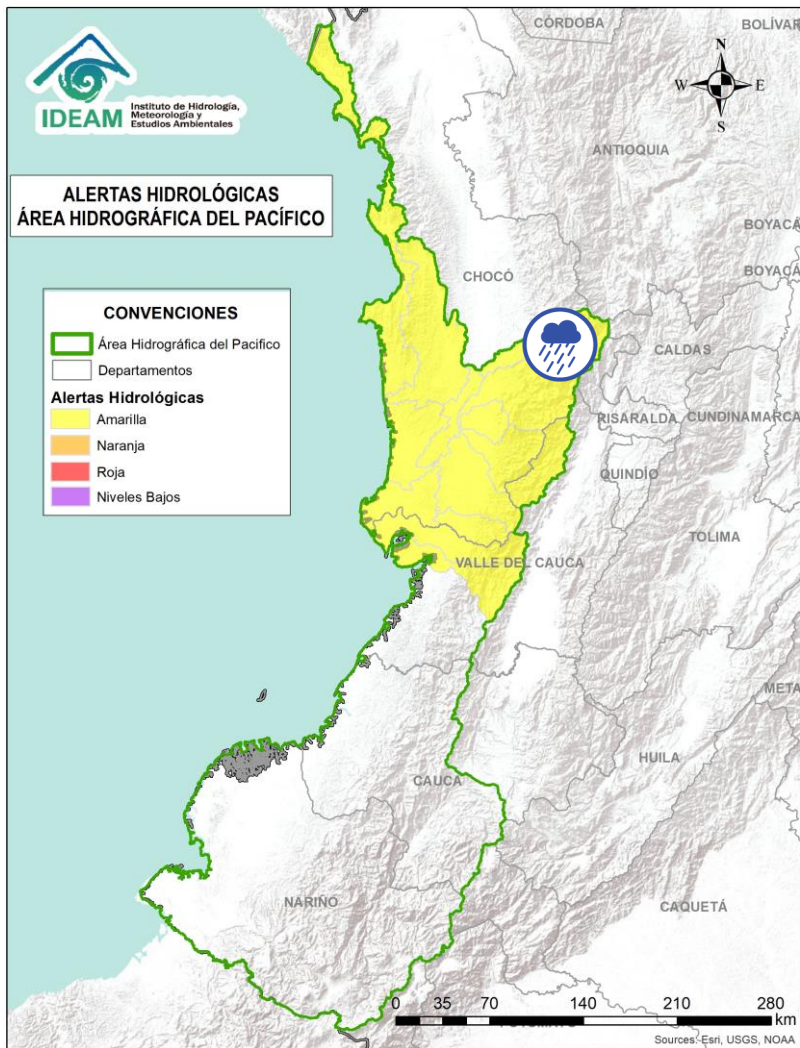 IDEAM
Instituto de Hidrología,
Meteorología y
Estudios Ambientales
ALERTAS HIDROLÓGICAS
ÁREA HIDROGRÁFICA DEL PACÍFICO
CONVENCIONES
Área Hidrográfica del Pacifico
Departamentos
Alertas Hidrológicas
Amarilla
Naranja
Roja
Niveles Bajos
CÓRDOBA
BOLÍVAR
N
W E
S
ANTIOQUIA
BOYACÁ
BOYACÁ
CHOCÓ
CALDAS
RISARALDA
CUNDINAMARCA
QUINDÍO
TOLIMA
VALLE DEL CAUCA
META
HUILA
CAUCA
NARIÑO
CAQUETÁ
0 35 70 140 210 280
km
Sources: Esri, USGS, NOAA